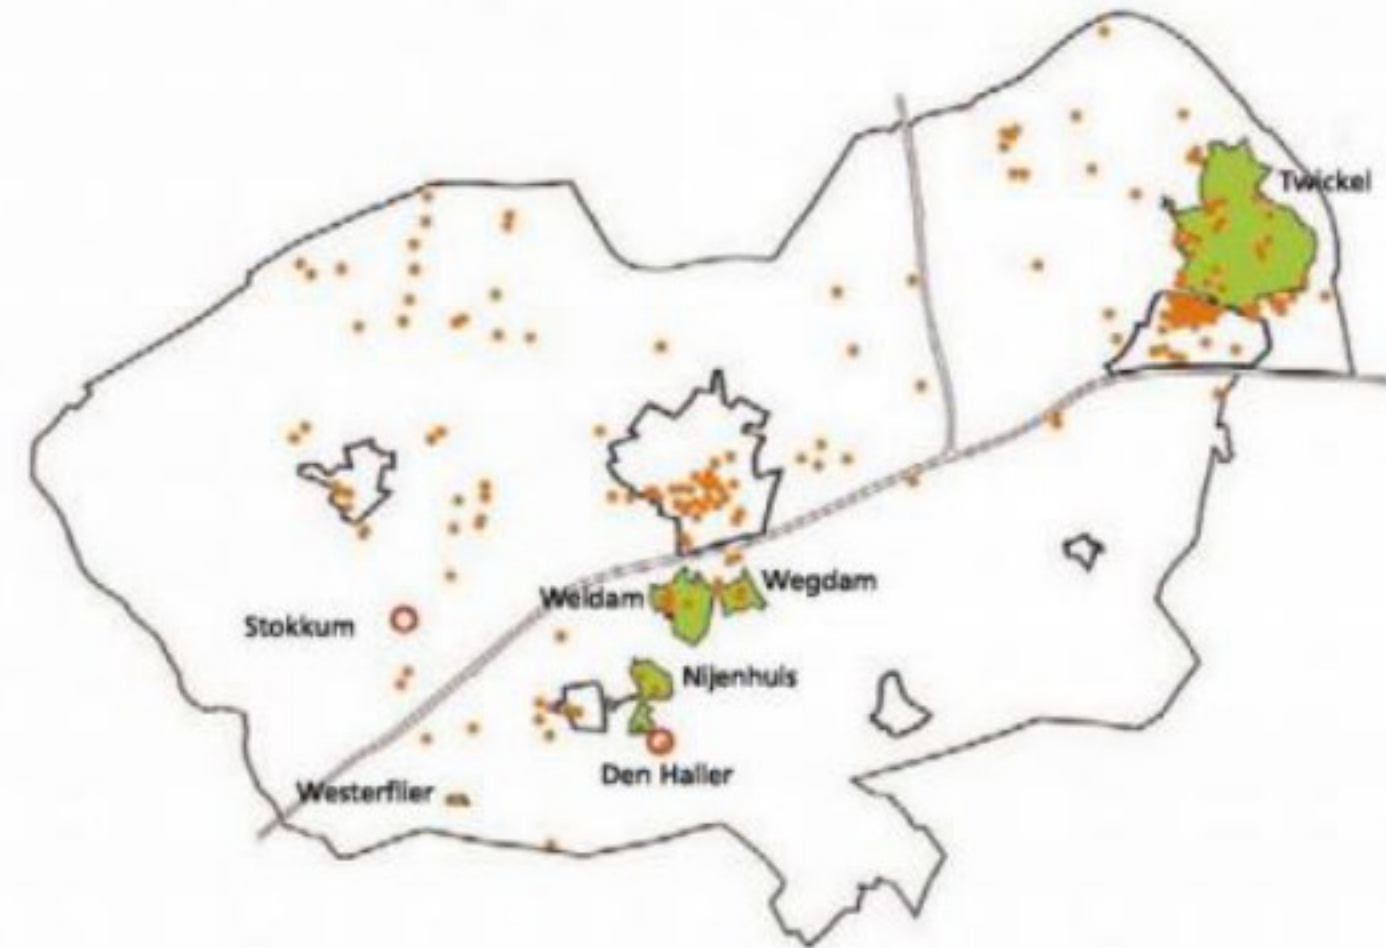 Twickel
Weldam
Wegdam
Stokkum
Nijenhuis
Den Haller
Westerflier